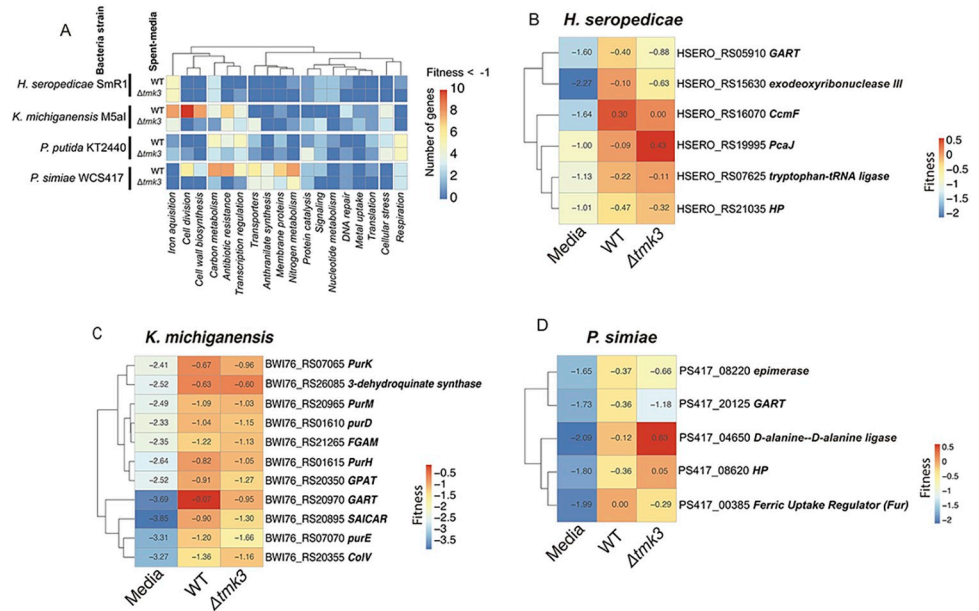 A
Bacteria strain
Spent-media
H. seropedicae SmR1
WT
Δtmk3
K. michiganensis M5aI
WT
Δtmk3
P. putida KT2440
WT
Δtmk3
P. simiae WCS417
WT
Δtmk3
Iron aquisition
Cell division
Cell wall biosynthesis
Carbon metabolism
Antibiotic resistance
Transcription regulation
Transporters
Anthranilate synthesis
Membrane proteins
Nitrogen metabolism
Protein catalysis
Signaling
Nucleotide metabolism
DNA repair
Metal uptake
Translation
Cellular stress
Respiration
Fitness < -1
Number of genes
10
8
6
4
2
0
B
H. seropedicae
−1.60 −0.40 −0.88 HSERO_RS05910 GART
−2.27 −0.10 −0.63 HSERO_RS15630 exodeoxyribonuclease III
−1.64 0.30 0.00 HSERO_RS16070 CcmF
−1.00 −0.09 0.43 HSERO_RS19995 PcaJ
−1.13 −0.22 −0.11 HSERO_RS07625 tryptophan-tRNA ligase
−1.01 −0.47 −0.32 HSERO_RS21035 HP
Media WT Δtmk3
Fitness
0.5
0
−0.5
−1
−1.5
−2
C
K. michiganensis
−2.41 −0.67 −0.96 BWI76_RS07065 PurK
−2.52 −0.63 −0.60 BWI76_RS26085 3-dehydroquinate synthase
−2.49 −1.09 −1.03 BWI76_RS20965 PurM
−2.33 −1.04 −1.15 BWI76_RS01610 purD
−2.35 −1.22 −1.13 BWI76_RS21265 FGAM
−2.64 −0.82 −1.05 BWI76_RS01615 PurH
−2.52 −0.91 −1.27 BWI76_RS20350 GPAT
−3.69 −0.07 −0.95 BWI76_RS20970 GART
−3.85 −0.90 −1.30 BWI76_RS20895 SAICAR
−3.31 −1.20 −1.66 BWI76_RS07070 purE
−3.27 −1.36 −1.16 BWI76_RS20355 ColV
Media WT Δtmk3
Fitness
−0.5
−1
−1.5
−2
−2.5
−3
−3.5
D
P. simiae
−1.65 −0.37 −0.66 PS417_08220 epimerase
−1.73 −0.36 −1.18 PS417_20125 GART
−2.09 −0.12 0.63 PS417_04650 D-alanine--D-alanine ligase
−1.80 −0.36 0.05 PS417_08620 HP
−1.99 0.00 −0.29 PS417_00385 Ferric Uptake Regulator (Fur)
Media WT Δtmk3
Fitness
0.5
0
−0.5
−1
−1.5
−2